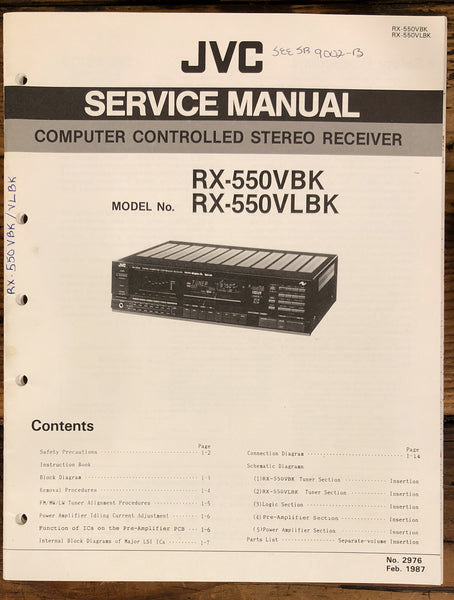 RX-550VBK
RX-550VLBK
JVC
SEE SB 9002-B
SERVICE MANUAL
COMPUTER CONTROLLED STEREO RECEIVER
RX-550VBK
MODEL No. RX-550VLBK
RX-550 VBK / VLBK
JVC
Contents
Page
Safety Precautions 1-2
Instruction Book
Block Diagram 1-3
Removal Procedures 1-4
FM/MW/LW Tuner Alignment Procedures 1-5
Power Amplifier Idling Current Adjustment 1-6
Function of ICs on the Pre-Amplifier PCB 1-6
Internal Block Diagrams of Major LSI ICs 1-7
Page
Connection Diagram 1-14
Schematic Diagrams
(1)RX-550VBK Tuner Section Insertion
(2)RX-550VLBK Tuner Section Insertion
(3)Logic Section Insertion
(4)Pre-Amplifier Section Insertion
(5)Power Amplifier Section Insertion
Parts List Separate-volume Insertion
No. 2976
Feb. 1987